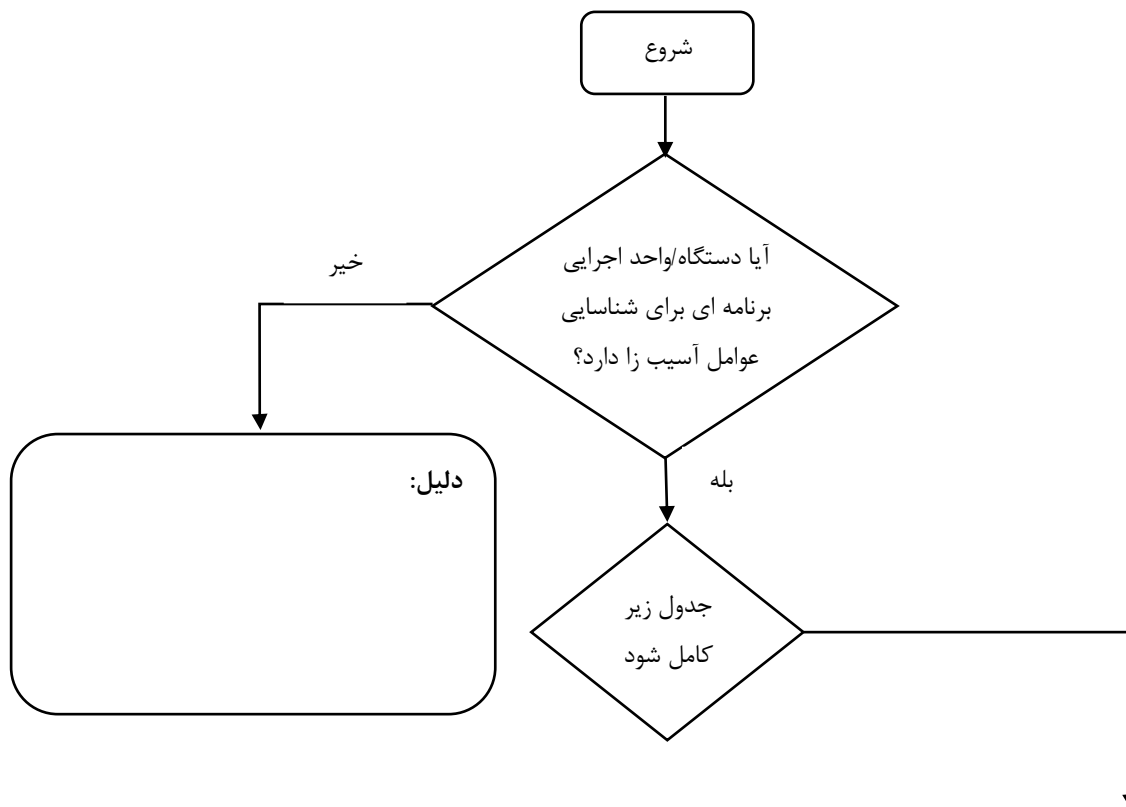 شروع
آیا دستگاه/واحد اجرایی
برنامه ای برای شناسایی
عوامل آسیب زا دارد؟
خیر
بله
دلیل:
جدول زیر
کامل شود